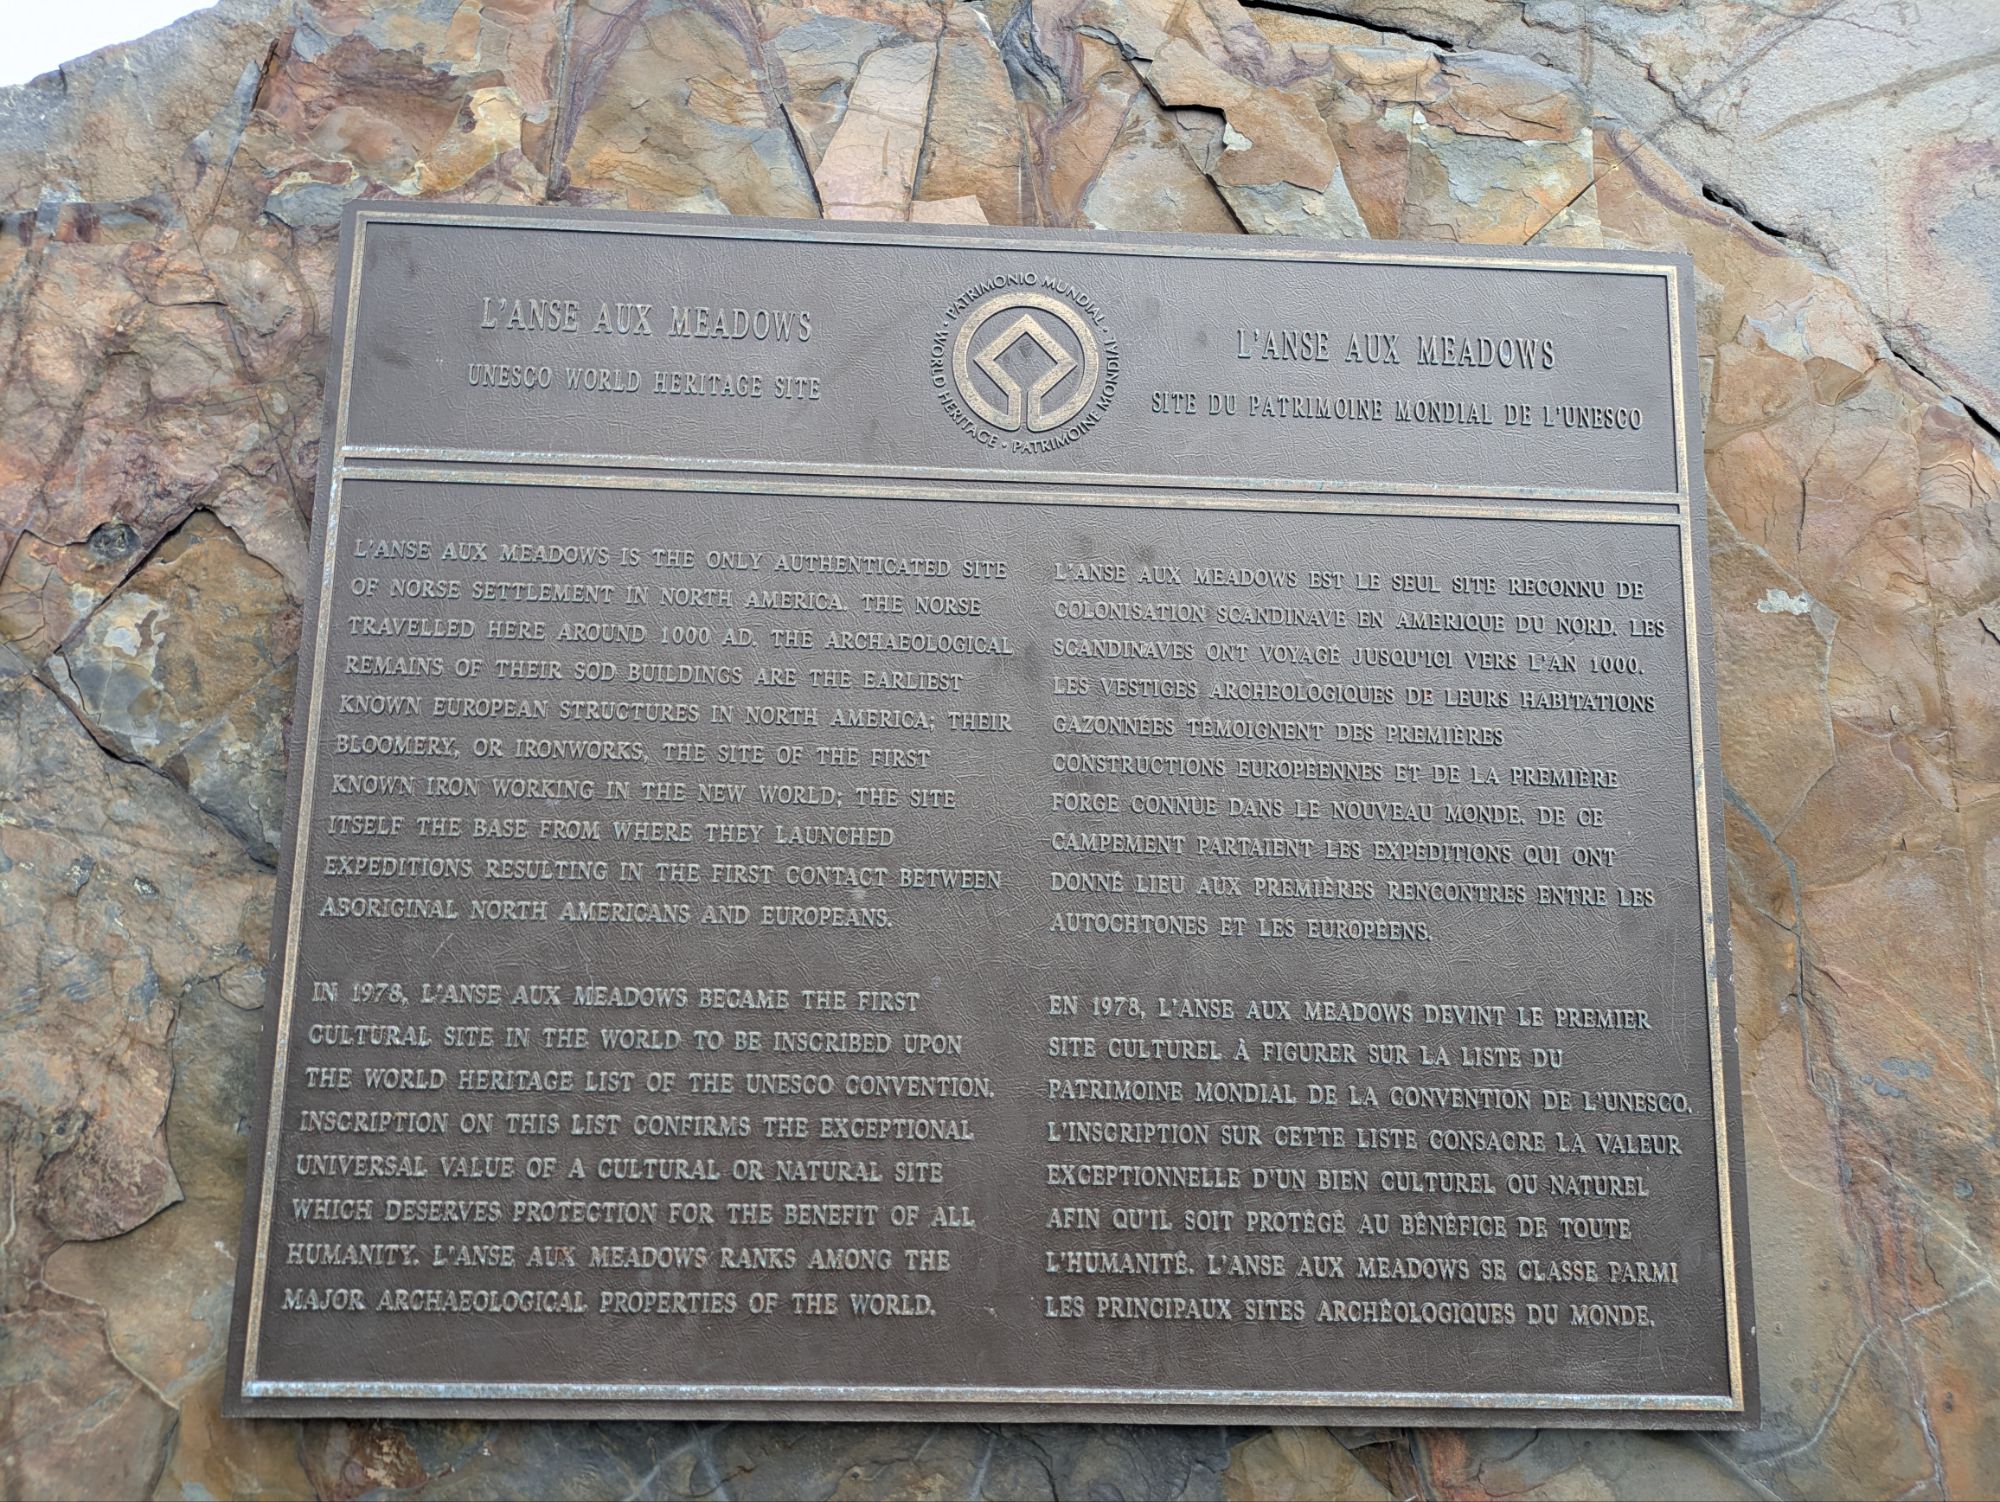 L'ANSE AUX MEADOWS
UNESCO WORLD HERITAGE SITE
WORLD HERITAGE • PATRIMONIO MUNDIAL • PATRIMOINE MONDIAL
L'ANSE AUX MEADOWS
SITE DU PATRIMOINE MONDIAL DE L'UNESCO
L'ANSE AUX MEADOWS IS THE ONLY AUTHENTICATED SITE
OF NORSE SETTLEMENT IN NORTH AMERICA. THE NORSE
TRAVELLED HERE AROUND 1000 AD. THE ARCHAEOLOGICAL
REMAINS OF THEIR SOD BUILDINGS ARE THE EARLIEST
KNOWN EUROPEAN STRUCTURES IN NORTH AMERICA; THEIR
BLOOMERY, OR IRONWORKS, THE SITE OF THE FIRST
KNOWN IRON WORKING IN THE NEW WORLD; THE SITE
ITSELF THE BASE FROM WHERE THEY LAUNCHED
EXPEDITIONS RESULTING IN THE FIRST CONTACT BETWEEN
ABORIGINAL NORTH AMERICANS AND EUROPEANS.
IN 1978, L'ANSE AUX MEADOWS BECAME THE FIRST
CULTURAL SITE IN THE WORLD TO BE INSCRIBED UPON
THE WORLD HERITAGE LIST OF THE UNESCO CONVENTION.
INSCRIPTION ON THIS LIST CONFIRMS THE EXCEPTIONAL
UNIVERSAL VALUE OF A CULTURAL OR NATURAL SITE
WHICH DESERVES PROTECTION FOR THE BENEFIT OF ALL
HUMANITY. L'ANSE AUX MEADOWS RANKS AMONG THE
MAJOR ARCHAEOLOGICAL PROPERTIES OF THE WORLD.
L'ANSE AUX MEADOWS EST LE SEUL SITE RECONNU DE
COLONISATION SCANDINAVE EN AMÉRIQUE DU NORD. LES
SCANDINAVES ONT VOYAGÉ JUSQU'ICI VERS L'AN 1000.
LES VESTIGES ARCHÉOLOGIQUES DE LEURS HABITATIONS
GAZONNÉES TÉMOIGNENT DES PREMIÈRES
CONSTRUCTIONS EUROPÉENNES ET DE LA PREMIÈRE
FORGE CONNUE DANS LE NOUVEAU MONDE. DE CE
CAMPEMENT PARTAIENT LES EXPÉDITIONS QUI ONT
DONNÉ LIEU AUX PREMIÈRES RENCONTRES ENTRE LES
AUTOCHTONES ET LES EUROPÉENS.
EN 1978, L'ANSE AUX MEADOWS DEVINT LE PREMIER
SITE CULTUREL À FIGURER SUR LA LISTE DU
PATRIMOINE MONDIAL DE LA CONVENTION DE L'UNESCO.
L'INSCRIPTION SUR CETTE LISTE CONSACRE LA VALEUR
EXCEPTIONNELLE D'UN BIEN CULTUREL OU NATUREL
AFIN QU'IL SOIT PROTÉGÉ AU BÉNÉFICE DE TOUTE
L'HUMANITÉ. L'ANSE AUX MEADOWS SE CLASSE PARMI
LES PRINCIPAUX SITES ARCHÉOLOGIQUES DU MONDE.